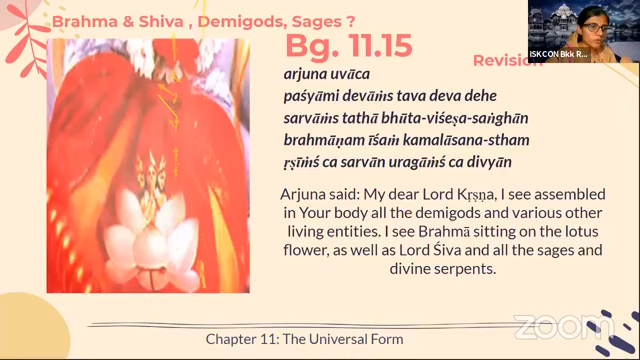 Brahma & Shiva , Demigods, Sages ?
Bg. 11.15
Revision
ISKCON Bkk R...
arjuna uvāca
paśyāmi devāṁs tava deva dehe
sarvāṁs tathā bhūta-viśeṣa-saṅghān
brahmāṇam īśaṁ kamalāsana-stham
ṛṣīṁś ca sarvān uragāṁś ca divyān
Arjuna said: My dear Lord Kṛṣṇa, I see assembled
in Your body all the demigods and various other
living entities. I see Brahmā sitting on the lotus
flower, as well as Lord Śiva and all the sages and
divine serpents.
zoom
Chapter 11: The Universal Form